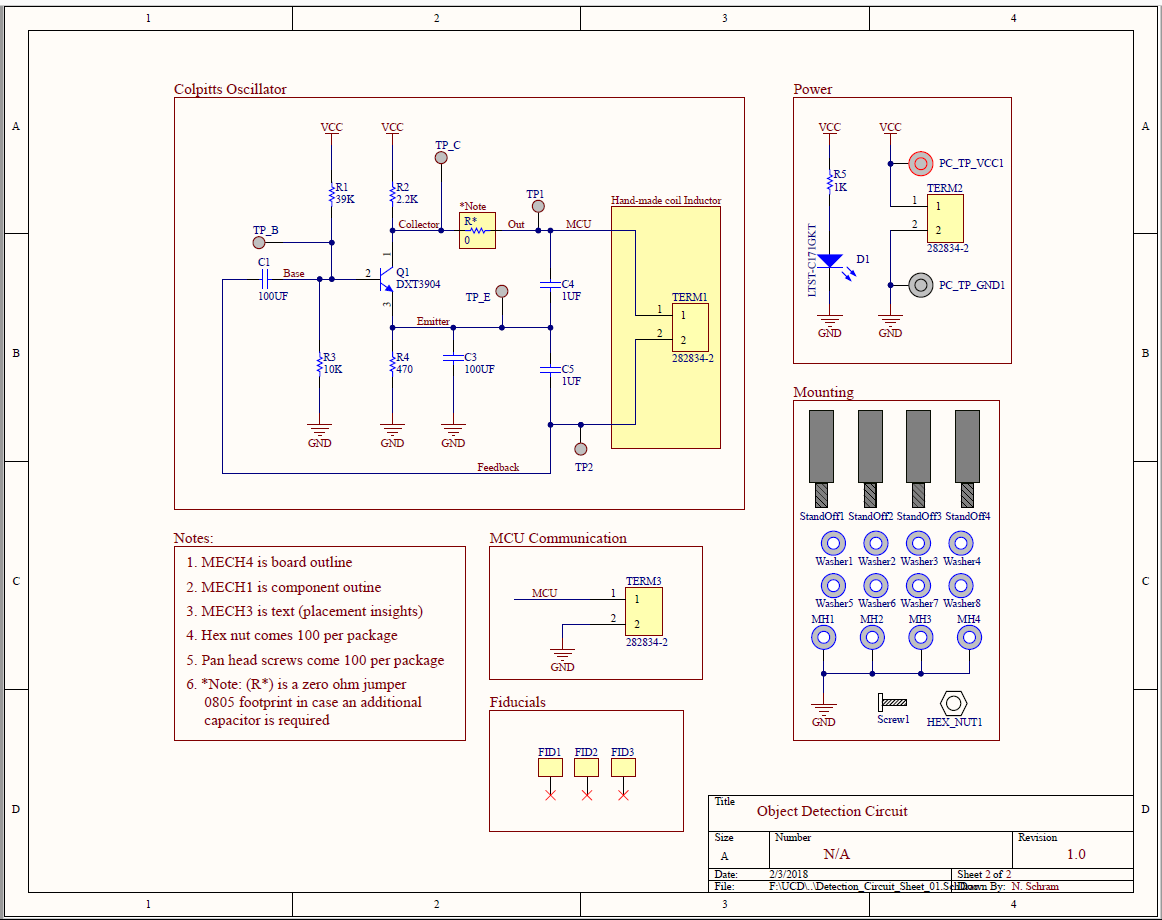 1 2 3 4
A A
B B
C C
D D
Colpitts Oscillator
VCC VCC
TP_C
R1
39K
R2
2.2K
*Note
R*
0
TP1
Hand-made coil Inductor
Collector Out MCU
TP_B
C1
100UF
Base
2
1
3
Q1
DXT3904
TP_E
C4
1UF
Emitter
TERM1
1 1
2 2
282834-2
R3
10K
R4
470
C3
100UF
C5
1UF
GND GND GND
TP2
Feedback
Power
VCC VCC
PC_TP_VCC1
R5
1K
TERM2
1 1
2 2
282834-2
LTST-C171GKT
D1
PC_TP_GND1
GND GND
Mounting
StandOff1 StandOff2 StandOff3 StandOff4
Washer1 Washer2 Washer3 Washer4
Washer5 Washer6 Washer7 Washer8
MH1 MH2 MH3 MH4
GND
Screw1
HEX_NUT1
Notes:
1. MECH4 is board outline
2. MECH1 is component outine
3. MECH3 is text (placement insights)
4. Hex nut comes 100 per package
5. Pan head screws come 100 per package
6. *Note: (R*) is a zero ohm jumper
0805 footprint in case an additional
capacitor is required
MCU Communication
MCU
TERM3
1 1
2 2
282834-2
GND
Fiducials
FID1 FID2 FID3
Title
Object Detection Circuit
Size
A
Number
N/A
Revision
1.0
Date: 2/3/2018 Sheet 2 of 2
File: F:\UCD\..\Detection_Circuit_Sheet_01. By: N. Schram
1 2 3 4